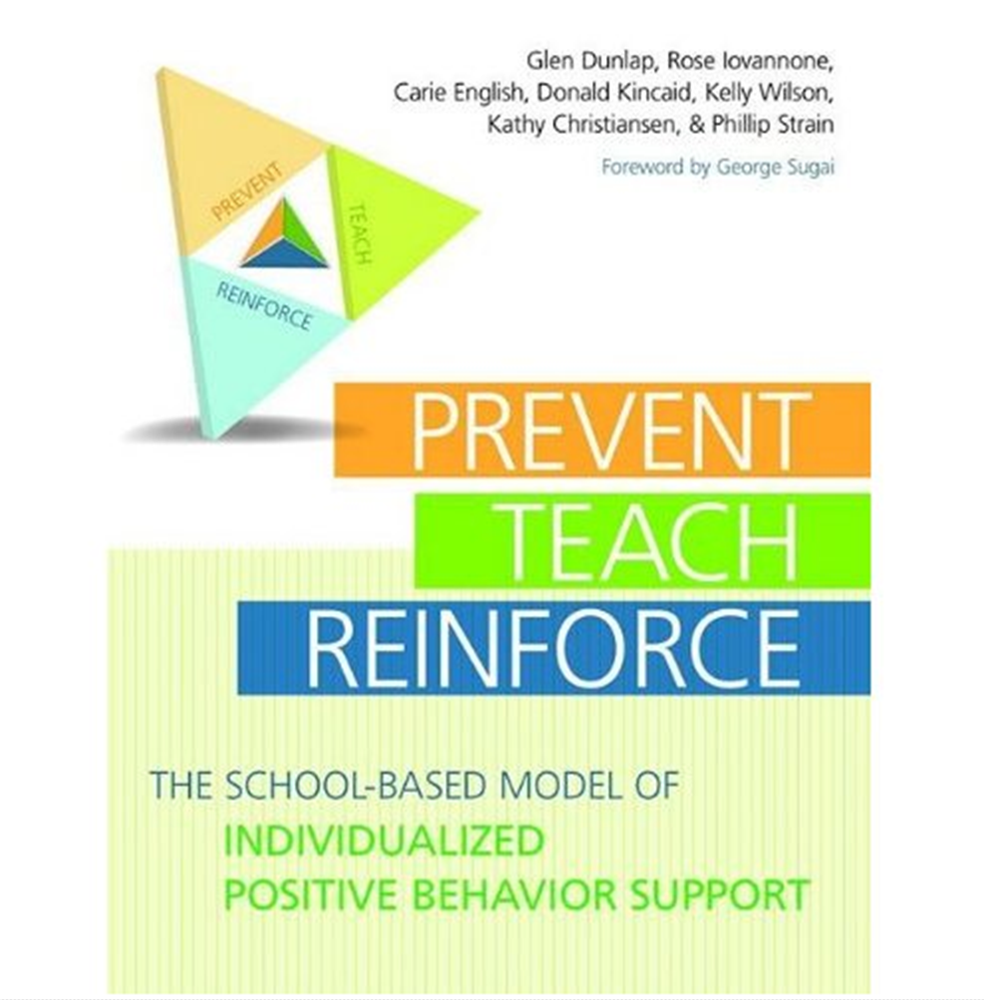 Glen Dunlap, Rose Iovannone,
Carie English, Donald Kincaid, Kelly Wilson,
Kathy Christiansen, & Phillip Strain
Foreword by George Sugai
PREVENT
TEACH
REINFORCE
PREVENT
TEACH
REINFORCE
THE SCHOOL-BASED MODEL OF
INDIVIDUALIZED
POSITIVE BEHAVIOR SUPPORT